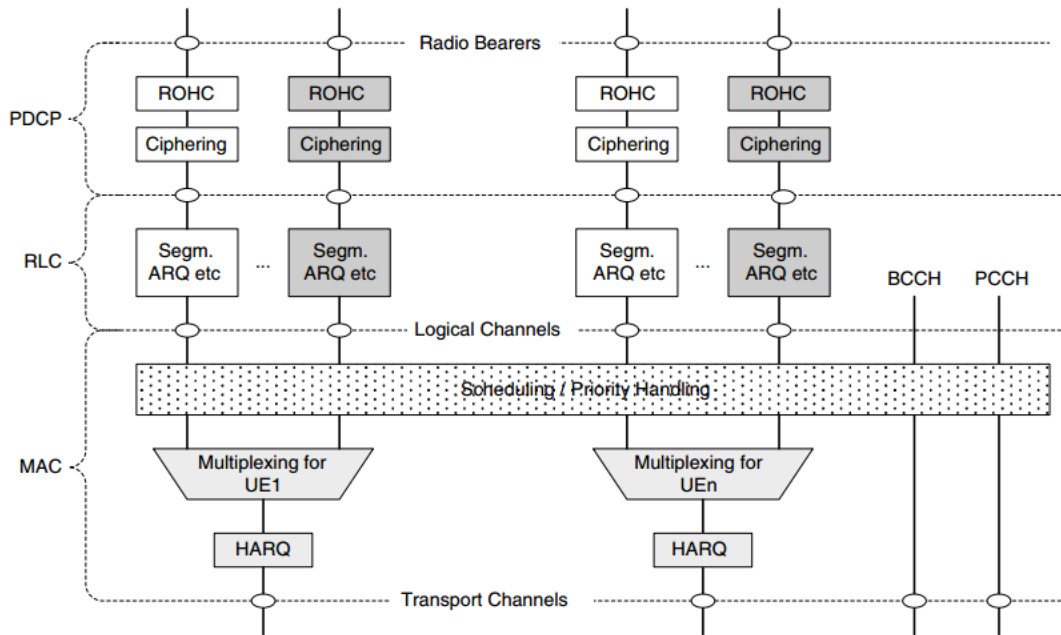 Radio Bearers
ROHC
ROHC
ROHC
ROHC
PDCP
Ciphering
Ciphering
Ciphering
Ciphering
RLC
Segm.
ARQ etc
...
Segm.
ARQ etc
Segm.
ARQ etc
...
Segm.
ARQ etc
BCCH
PCCH
Logical Channels
Scheduling / Priority Handling
MAC
Multiplexing for
UE1
Multiplexing for
UEn
HARQ
HARQ
Transport Channels